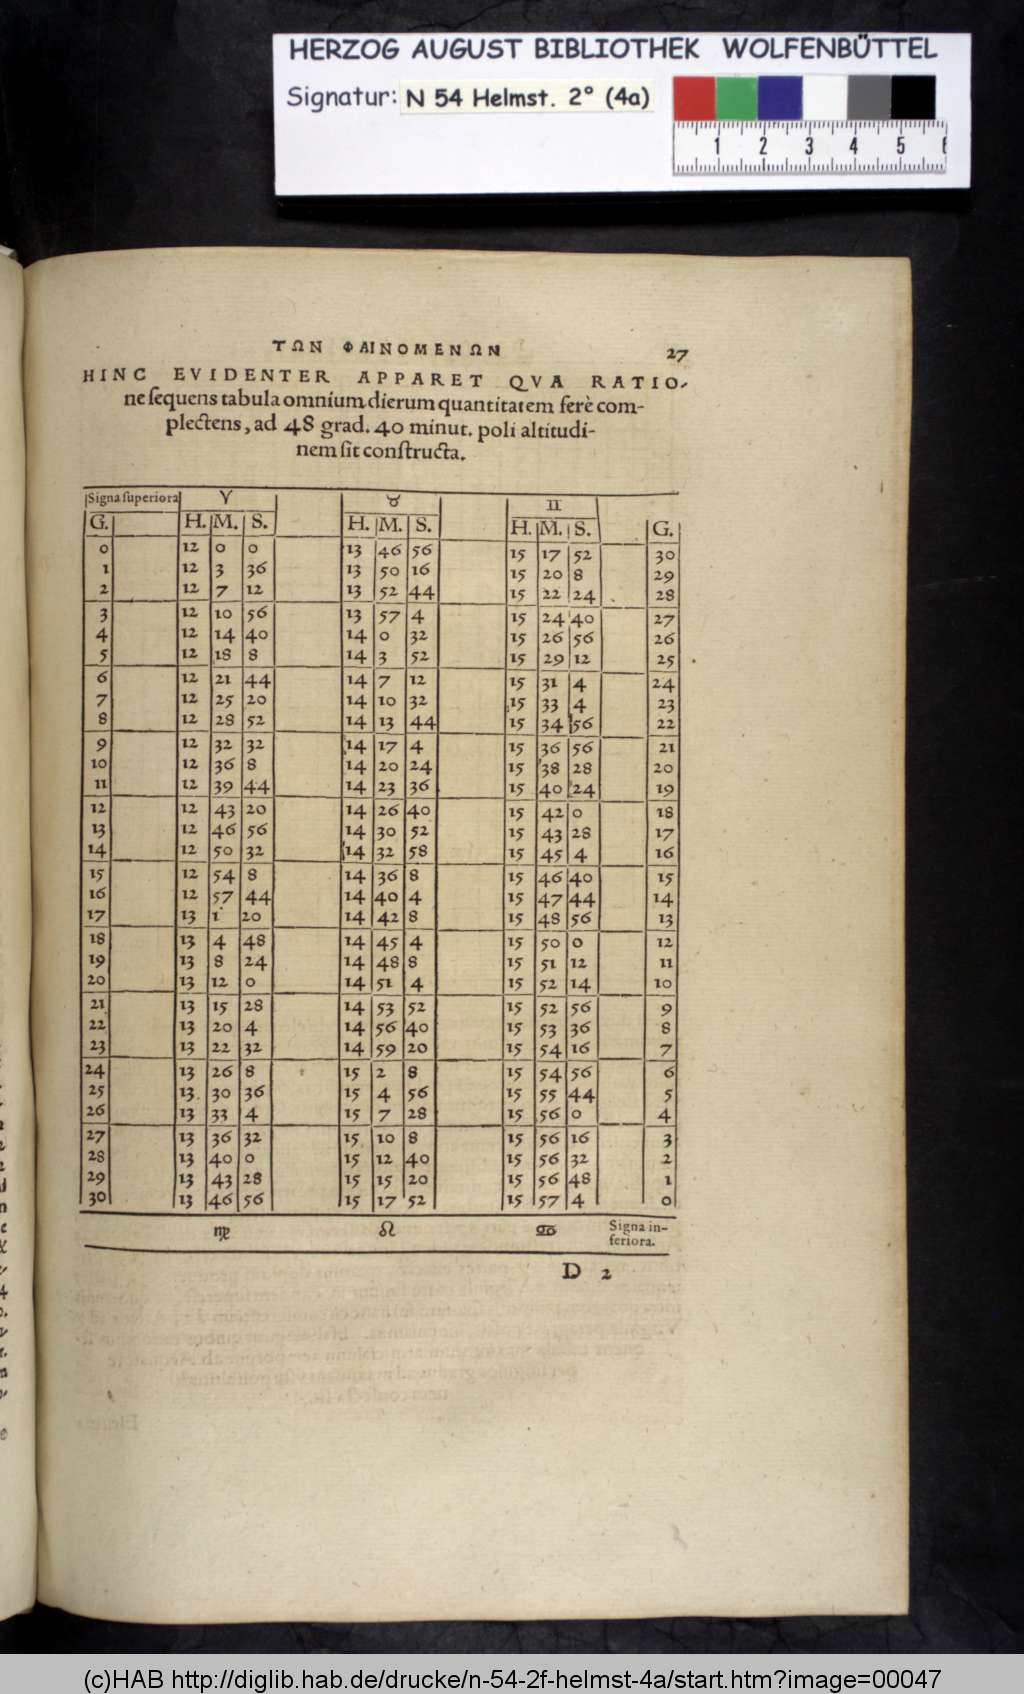 HERZOG AUGUST BIBLIOTHEK WOLFENBÜTTEL
Signatur: N 54 Helmst. 2° (4a)
1 2 3 4 5
ΤΩΝ ΦΑΙΝΟΜΕΝΩΝ 27
HINC EVIDENTER APPARET QVA RATIO-
ne ſequens tabula omnium dierum quantitatem ferè com-
plectens, ad 48 grad. 40 minut. poli altitudi-
nem ſit conſtructa.
Signa ſuperiora ♈ ♉ ♊
G. H. M. S. H. M. S. H. M. S. G.
0 12 0 0 13 46 56 15 17 52 30
1 12 3 36 13 50 16 15 20 8 29
2 12 7 12 13 52 44 15 22 24 28
3 12 10 56 13 57 4 15 24 40 27
4 12 14 40 14 0 32 15 26 56 26
5 12 18 8 14 3 52 15 29 12 25
6 12 21 44 14 7 12 15 31 4 24
7 12 25 20 14 10 32 15 33 4 23
8 12 28 52 14 13 44 15 34 56 22
9 12 32 32 14 17 4 15 36 56 21
10 12 36 8 14 20 24 15 38 28 20
11 12 39 44 14 23 36 15 40 24 19
12 12 43 20 14 26 40 15 42 0 18
13 12 46 56 14 30 52 15 43 28 17
14 12 50 32 14 32 58 15 45 4 16
15 12 54 8 14 36 8 15 46 40 15
16 12 57 44 14 40 4 15 47 44 14
17 13 1 20 14 42 8 15 48 56 13
18 13 4 48 14 45 4 15 50 0 12
19 13 8 24 14 48 8 15 51 12 11
20 13 12 0 14 51 4 15 52 14 10
21 13 15 28 14 53 52 15 52 56 9
22 13 20 4 14 56 40 15 53 36 8
23 13 22 32 14 59 20 15 54 16 7
24 13 26 8 15 2 8 15 54 56 6
25 13 30 36 15 4 56 15 55 44 5
26 13 33 4 15 7 28 15 56 0 4
27 13 36 32 15 10 8 15 56 16 3
28 13 40 0 15 12 40 15 56 32 2
29 13 43 28 15 15 20 15 56 48 1
30 13 46 56 15 17 52 15 57 4 0
♍ ♌ ♋ Signa in-
feriora.
D 2
(c)HAB http://diglib.hab.de/drucke/n-54-2f-helmst-4a/start.htm?image=00047